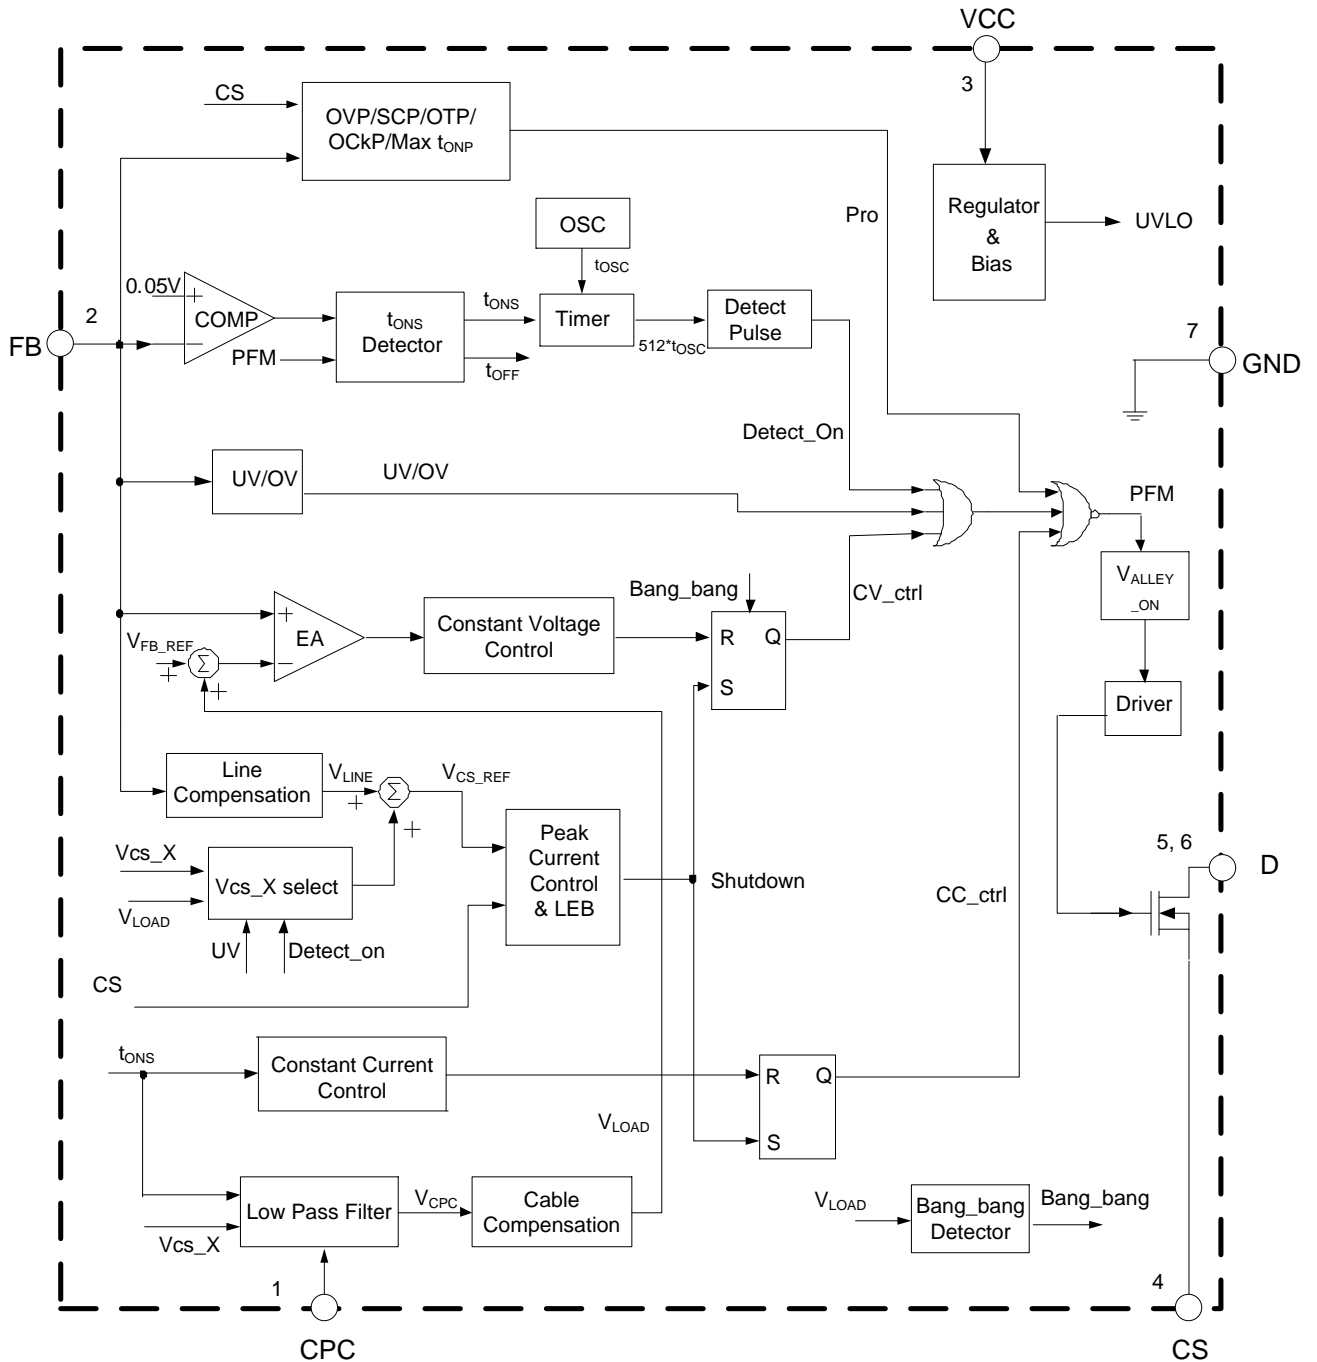 VCC
3
CS
OVP/SCP/OTP/
OCkP/Max tONP
Pro
Regulator
&
Bias
UVLO
OSC
tOSC
0.05V
+
COMP
−
PFM
tONS
Detector
tONS
tOFF
Timer
512*tOSC
Detect
Pulse
2
FB
7
GND
Detect_On
UV/OV
UV/OV
PFM
VALLEY
_ON
Bang_bang
CV_ctrl
+
EA
−
Constant Voltage
Control
R Q
S
VFB_REF
+
Σ
+
Driver
Line
Compensation
VLINE
+
Σ
+
VCS_REF
Peak
Current
Control
& LEB
Vcs_X
VLOAD
Vcs_X select
UV
Detect_on
CS
Shutdown
CC_ctrl
5, 6
D
tONS
Constant Current
Control
R Q
S
VLOAD
Low Pass Filter
VCPC
Cable
Compensation
Vcs_X
VLOAD
Bang_bang
Detector
Bang_bang
1
CPC
4
CS